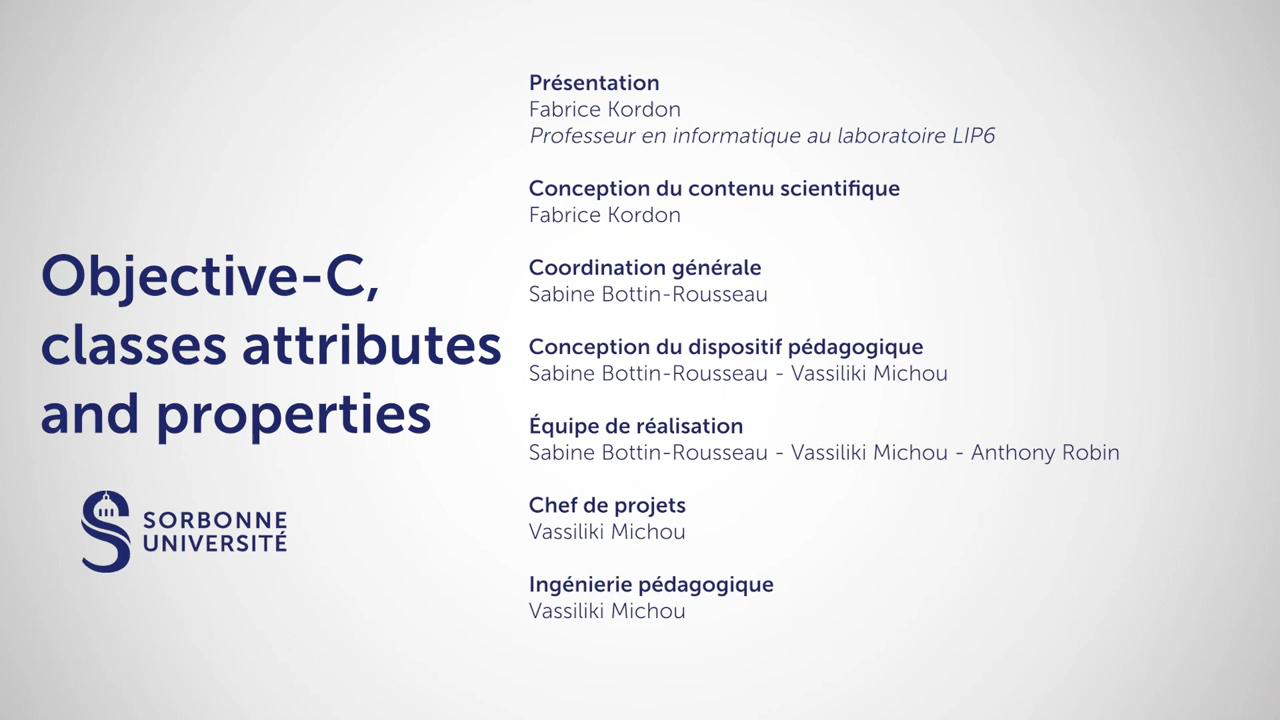 Objective-C,
classes attributes
and properties
SORBONNE
UNIVERSITÉ
Présentation
Fabrice Kordon
Professeur en informatique au laboratoire LIP6
Conception du contenu scientifique
Fabrice Kordon
Coordination générale
Sabine Bottin-Rousseau
Conception du dispositif pédagogique
Sabine Bottin-Rousseau - Vassiliki Michou
Équipe de réalisation
Sabine Bottin-Rousseau - Vassiliki Michou - Anthony Robin
Chef de projets
Vassiliki Michou
Ingénierie pédagogique
Vassiliki Michou